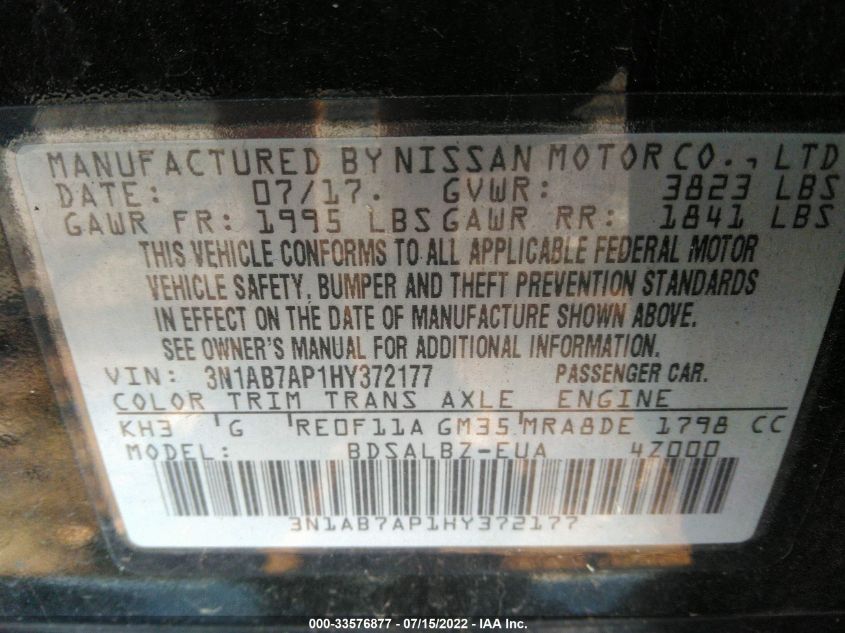 MANUFACTURED BY NISSAN MOTOR CO., LTD
DATE: 07/17. GVWR: 3823 LBS
GAWR FR: 1995 LBS GAWR RR: 1841 LBS
THIS VEHICLE CONFORMS TO ALL APPLICABLE FEDERAL MOTOR
VEHICLE SAFETY, BUMPER AND THEFT PREVENTION STANDARDS
IN EFFECT ON THE DATE OF MANUFACTURE SHOWN ABOVE.
SEE OWNER'S MANUAL FOR ADDITIONAL INFORMATION.
VIN: 3N1AB7AP1HY372177 PASSENGER CAR.
COLOR TRIM TRANS AXLE ENGINE
KH3 G RE0F11A GM35 MRA8DE 1798 CC
MODEL: BDSALBZ-EUA 4Z000
3N1AB7AP1HY372177
000-33576877 - 07/15/2022 - IAA Inc.